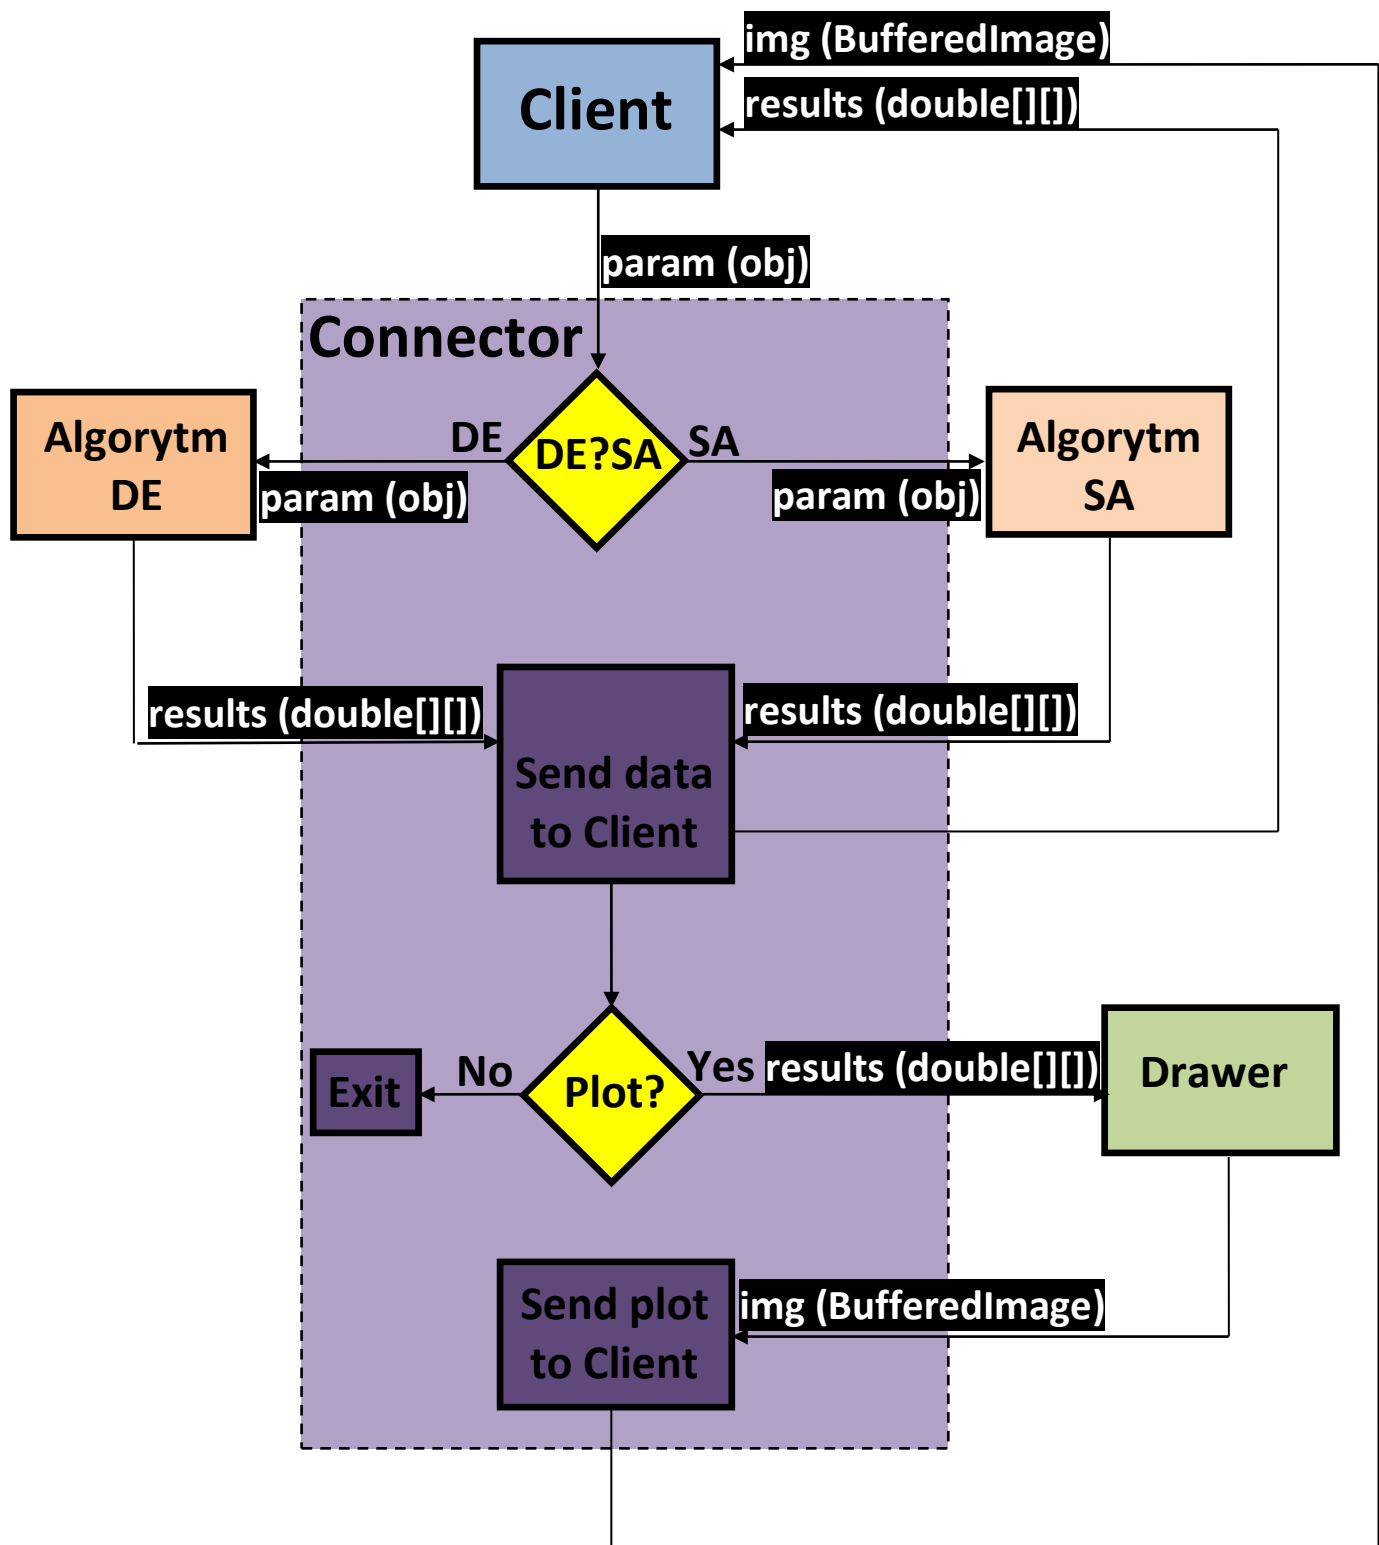 img (BufferedImage)
Client
results (double[][])
param (obj)
Connector
Algorytm
DE
DE
DE?SA
SA
Algorytm
SA
param (obj)
param (obj)
results (double[][])
results (double[][])
Send data
to Client
Exit
No
Plot?
Yes
results (double[][])
Drawer
Send plot
to Client
img (BufferedImage)